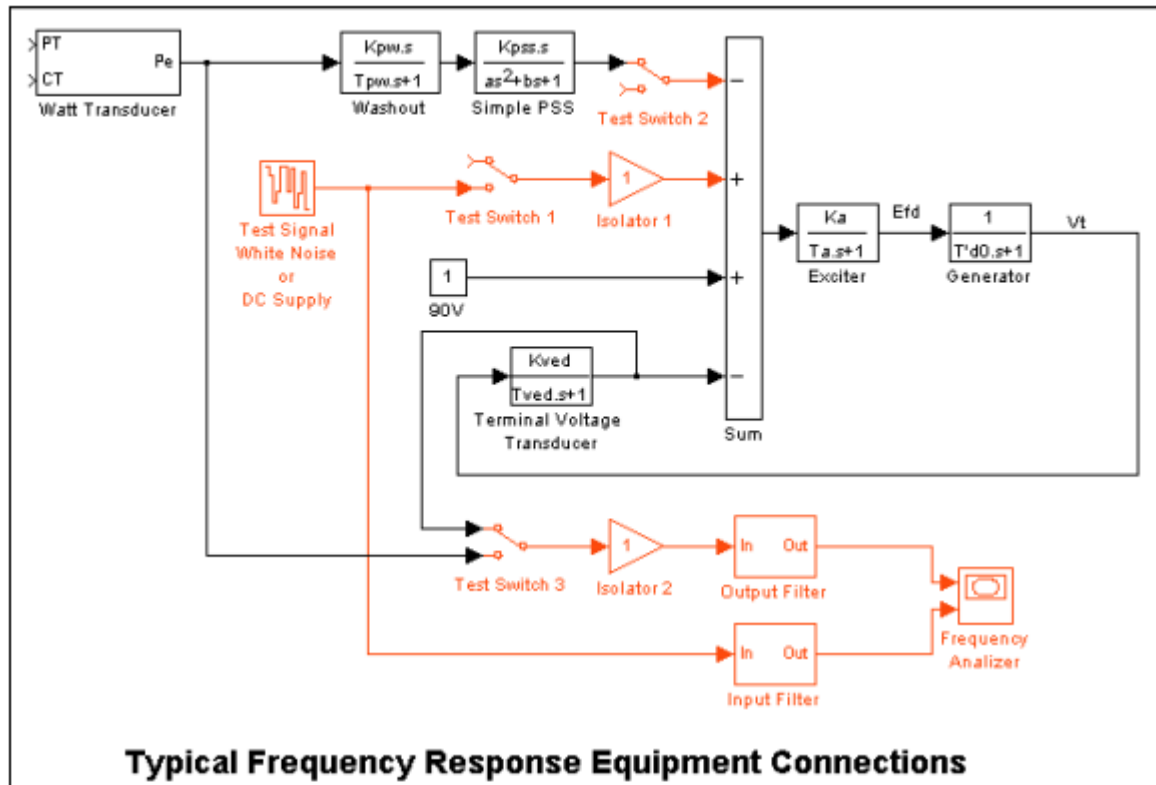 PT
CT
Pe
Watt Transducer
Kpw.s
Tpw.s+1
Washout
Kpss.s
as²+bs+1
Simple PSS
Test Switch 2
−
Test Signal
White Noise
or
DC Supply
Test Switch 1
1
Isolator 1
+
1
90V
+
Kved
Tved.s+1
Terminal Voltage
Transducer
−
Sum
Ka
Ta.s+1
Exciter
Efd
1
T'd0.s+1
Generator
Vt
Test Switch 3
1
Isolator 2
In Out
Output Filter
In Out
Input Filter
Frequency
Analizer
Typical Frequency Response Equipment Connections